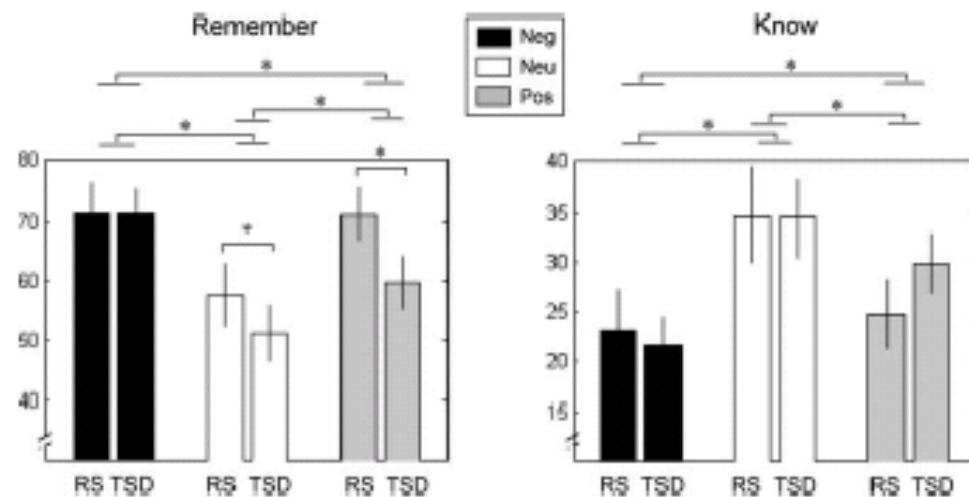 Remember
Neg
Neu
Pos
Know
*
*
*
*
*
*
*
†
80
70
60
50
40
40
35
30
25
20
15
RS TSD
RS TSD
RS TSD
RS TSD
RS TSD
RS TSD